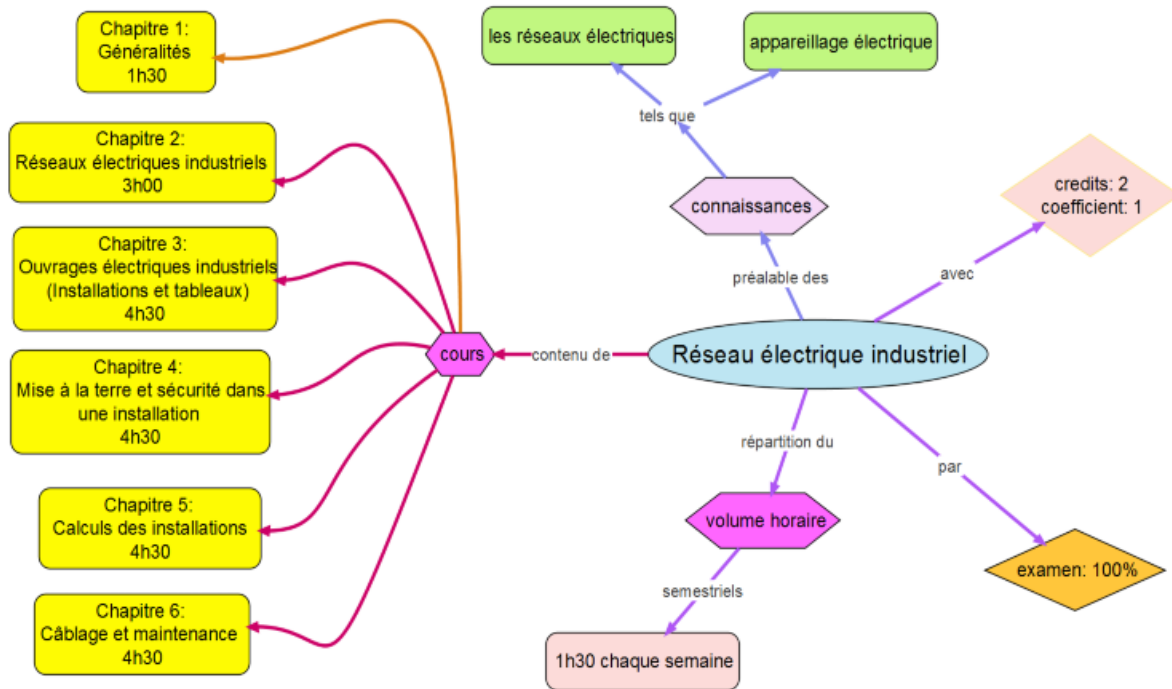 Chapitre 1:
Généralités
1h30
Chapitre 2:
Réseaux électriques industriels
3h00
Chapitre 3:
Ouvrages électriques industriels
(Installations et tableaux)
4h30
Chapitre 4:
Mise à la terre et sécurité dans
une installation
4h30
Chapitre 5:
Calculs des installations
4h30
Chapitre 6:
Câblage et maintenance
4h30
cours
contenu de
les réseaux électriques
appareillage électrique
tels que
connaissances
préalable des
credits: 2
coefficient: 1
avec
Réseau électrique industriel
répartition du
volume horaire
semestriels
1h30 chaque semaine
par
examen: 100%